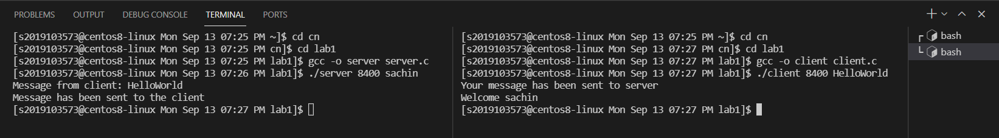 PROBLEMS OUTPUT DEBUG CONSOLE TERMINAL PORTS
[s2019103573@centos8-linux Mon Sep 13 07:25 PM ~]$ cd cn
[s2019103573@centos8-linux Mon Sep 13 07:25 PM cn]$ cd lab1
[s2019103573@centos8-linux Mon Sep 13 07:25 PM lab1]$ gcc -o server server.c
[s2019103573@centos8-linux Mon Sep 13 07:26 PM lab1]$ ./server 8400 sachin
Message from client: HelloWorld
Message has been sent to the client
[s2019103573@centos8-linux Mon Sep 13 07:27 PM lab1]$
[s2019103573@centos8-linux Mon Sep 13 07:25 PM ~]$ cd cn
[s2019103573@centos8-linux Mon Sep 13 07:27 PM cn]$ cd lab1
[s2019103573@centos8-linux Mon Sep 13 07:27 PM lab1]$ gcc -o client client.c
[s2019103573@centos8-linux Mon Sep 13 07:27 PM lab1]$ ./client 8400 HelloWorld
Your message has been sent to server
Welcome sachin
[s2019103573@centos8-linux Mon Sep 13 07:27 PM lab1]$
bash
bash